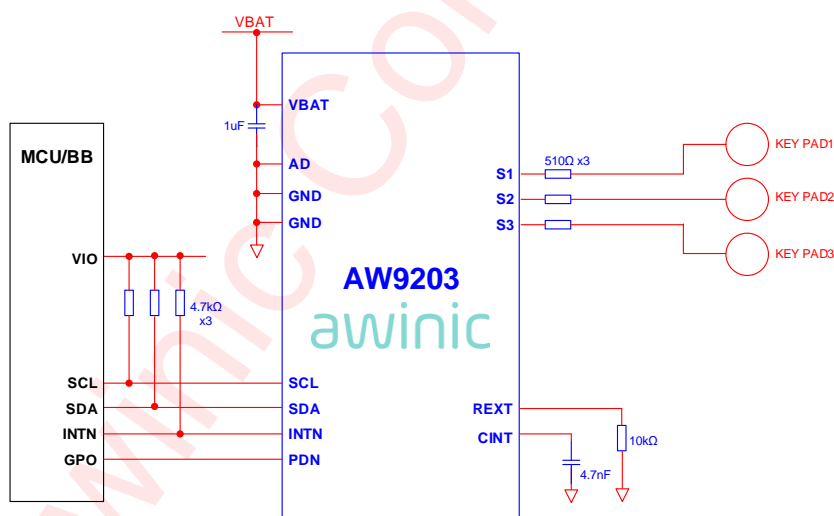 VBAT
VBAT
1uF
MCU/BB
AD
GND
GND
S1
510Ω x3
KEY PAD1
S2
KEY PAD2
S3
KEY PAD3
VIO
AW9203
awinic
4.7kΩ
x3
SCL
SCL
SDA
SDA
INTN
INTN
GPO
PDN
REXT
CINT
10kΩ
4.7nF
awinic Co